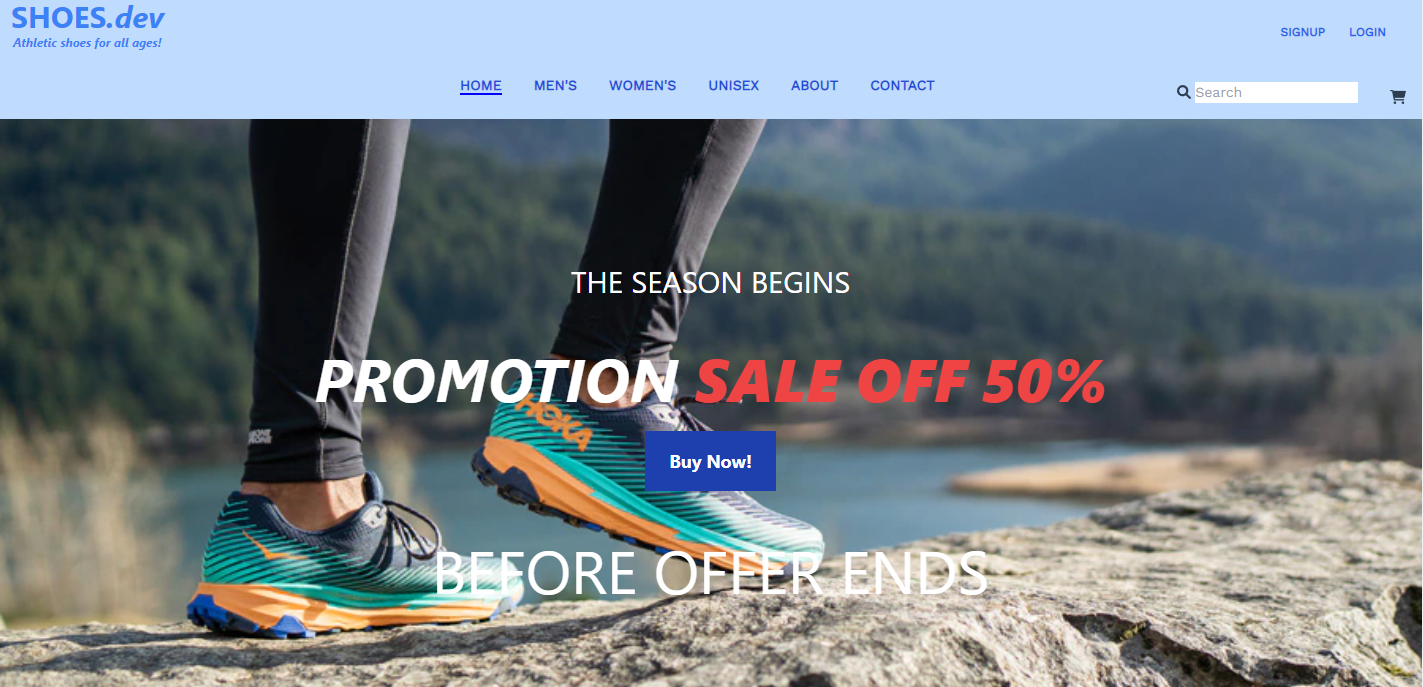 SHOES.dev
Athletic shoes for all ages!
SIGNUP LOGIN
HOME MEN'S WOMEN'S UNISEX ABOUT CONTACT
Search
THE SEASON BEGINS
PROMOTION SALE OFF 50%
HOKA
Buy Now!
BEFORE OFFER ENDS